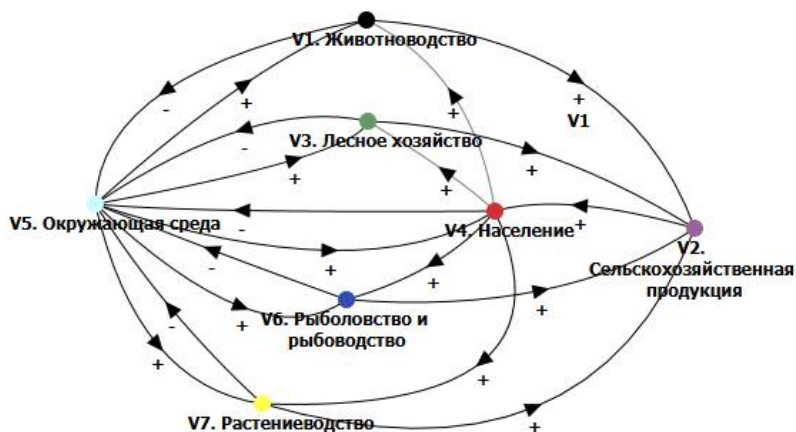 V1. Животноводство
-
+
+
+
V1
V3. Лесное хозяйство
-
+
+
+
V5. Окружающая среда
-
V4. Население
+
V2.
Сельскохозяйственная
продукция
-
+
+
+
V6. Рыболовство и
рыбоводство
+
-
+
+
V7. Растениеводство
+